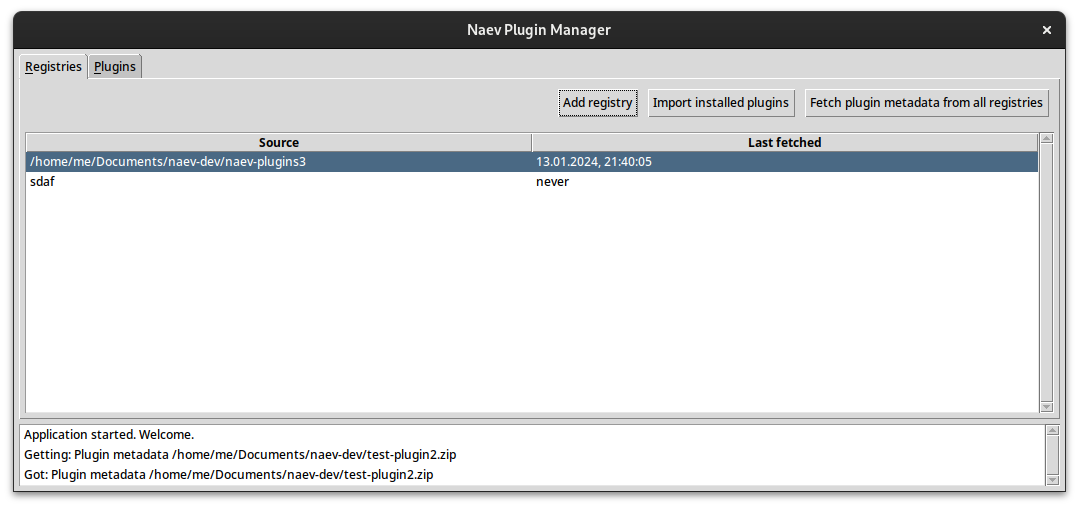 Naev Plugin Manager
Registries Plugins
Add registry Import installed plugins Fetch plugin metadata from all registries
Source Last fetched
/home/me/Documents/naev-dev/naev-plugins3 13.01.2024, 21:40:05
sdaf never
Application started. Welcome.
Getting: Plugin metadata /home/me/Documents/naev-dev/test-plugin2.zip
Got: Plugin metadata /home/me/Documents/naev-dev/test-plugin2.zip